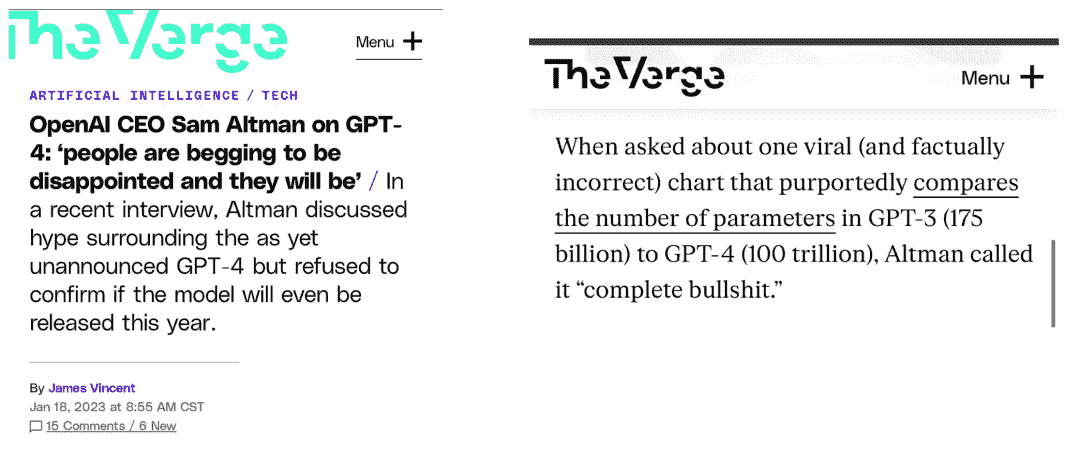 The Verge
Menu +
ARTIFICIAL INTELLIGENCE / TECH
OpenAI CEO Sam Altman on GPT-
4: ‘people are begging to be
disappointed and they will be’ / In
a recent interview, Altman discussed
hype surrounding the as yet
unannounced GPT-4 but refused to
confirm if the model will even be
released this year.
By James Vincent
Jan 18, 2023 at 8:55 AM CST
15 Comments / 6 New
The Verge
Menu +
When asked about one viral (and factually
incorrect) chart that purportedly compares
the number of parameters in GPT-3 (175
billion) to GPT-4 (100 trillion), Altman called
it “complete bullshit.”